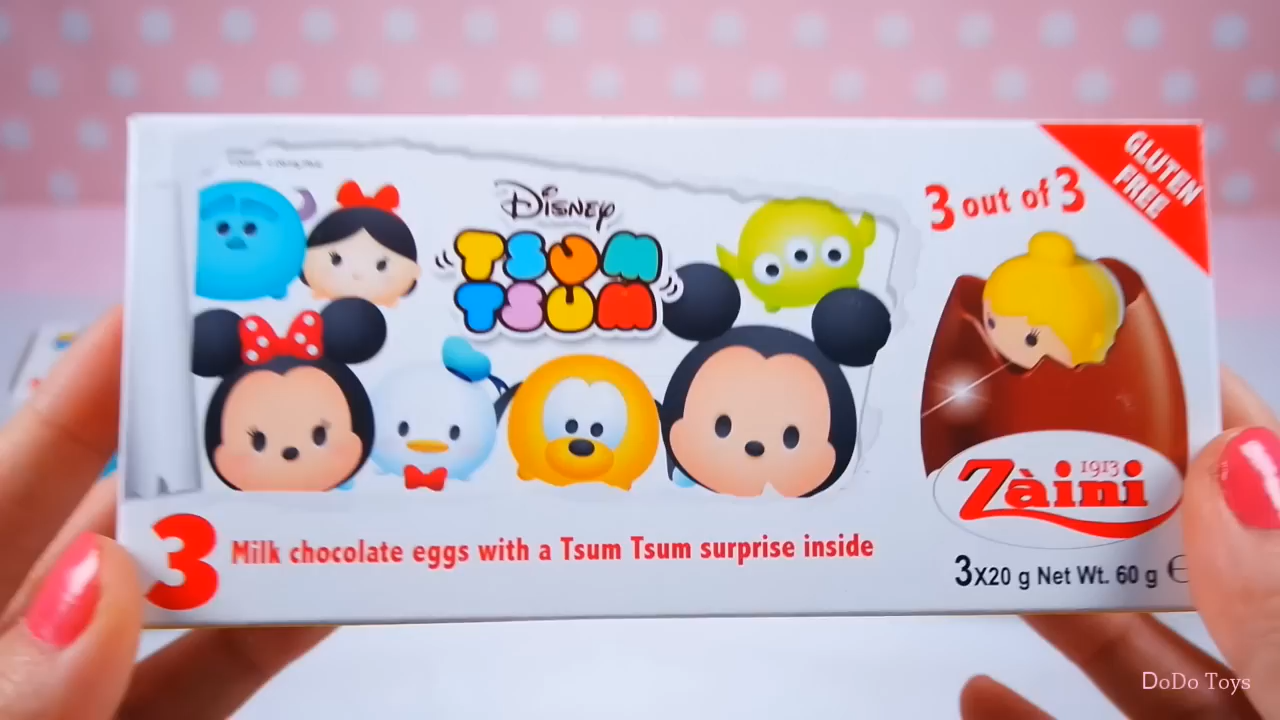 GLUTEN
FREE
3 out of 3
Disney
TSUM
TSUM
1913
Zàini
3 Milk chocolate eggs with a Tsum Tsum surprise inside
3X20 g Net Wt. 60 g e
DoDo Toys